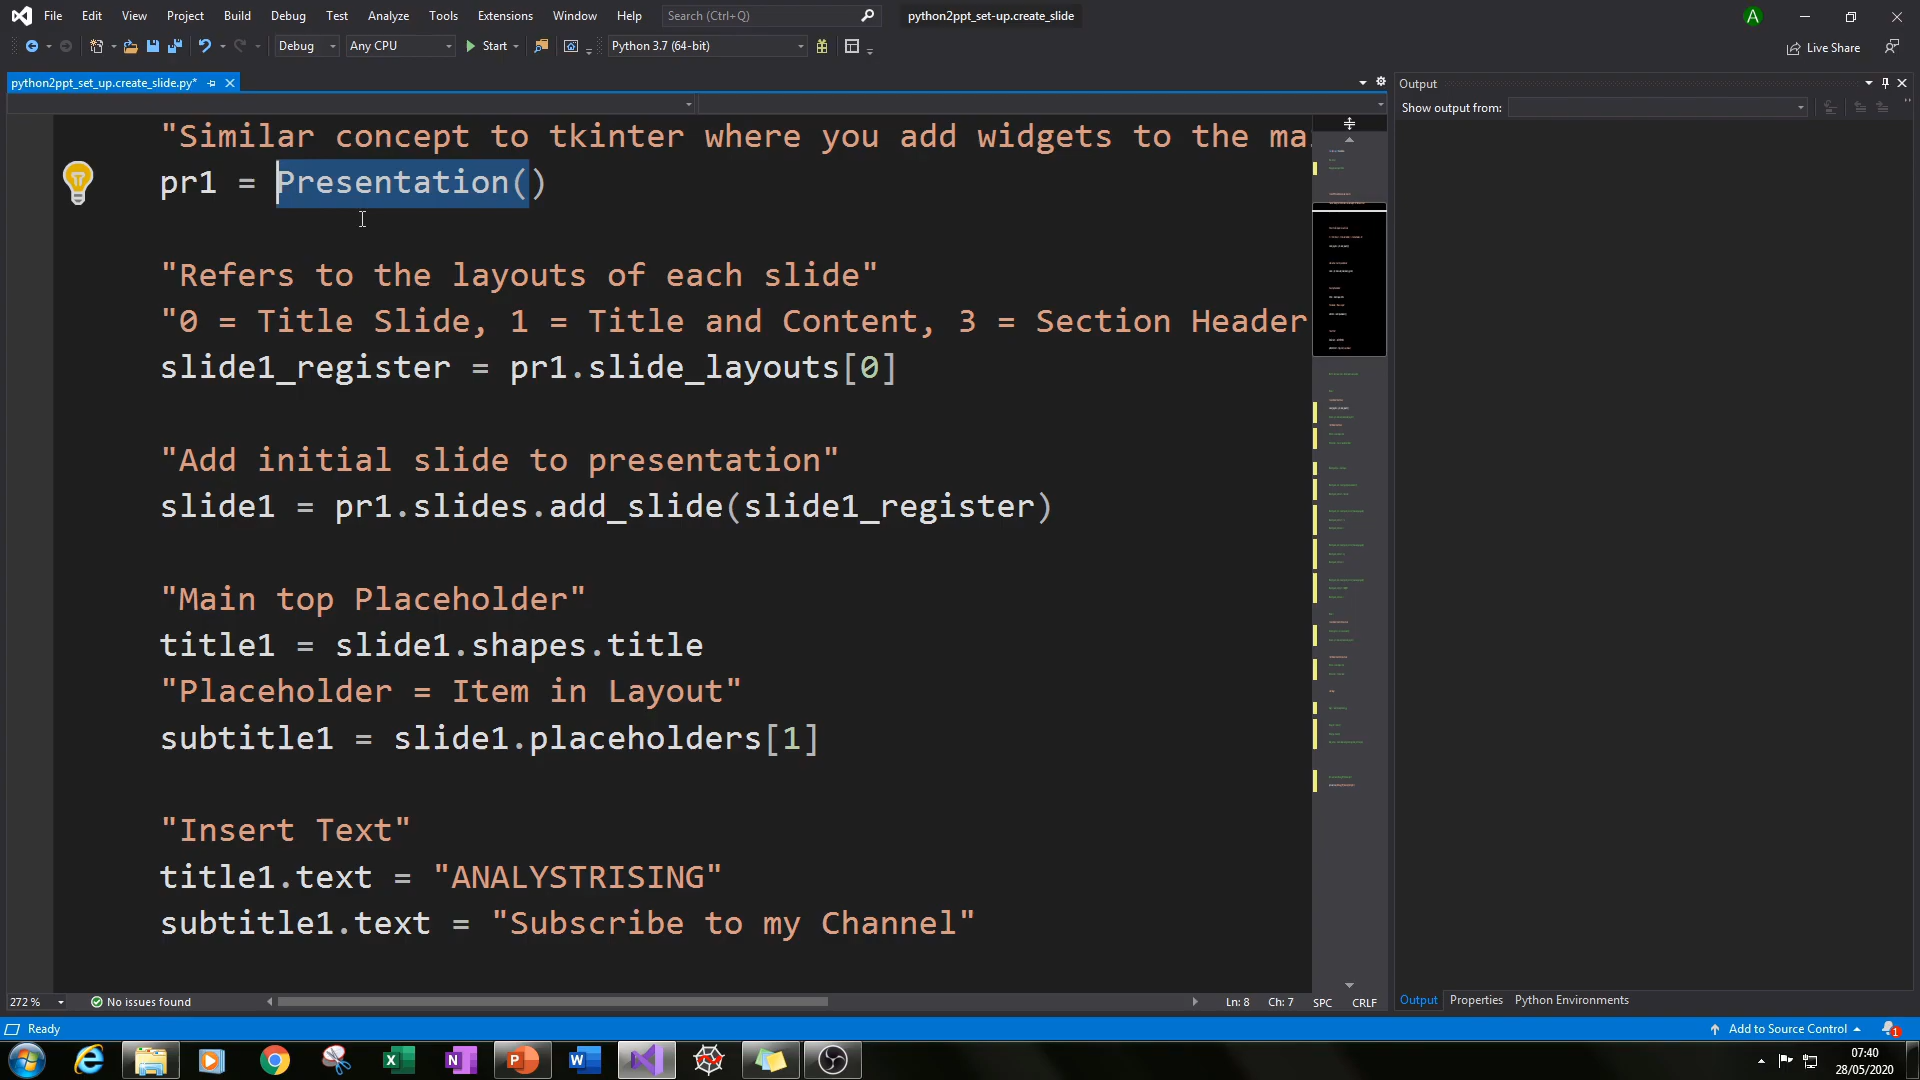 File Edit View Project Build Debug Test Analyze Tools Extensions Window Help Search (Ctrl+Q) python2ppt_set-up.create_slide A
Debug Any CPU Start Python 3.7 (64-bit) Live Share
python2ppt_set_up.create_slide.py*
Output
Show output from:
"Similar concept to tkinter where you add widgets to the ma
pr1 = Presentation()
"Refers to the layouts of each slide"
"0 = Title Slide, 1 = Title and Content, 3 = Section Header
slide1_register = pr1.slide_layouts[0]
"Add initial slide to presentation"
slide1 = pr1.slides.add_slide(slide1_register)
"Main top Placeholder"
title1 = slide1.shapes.title
"Placeholder = Item in Layout"
subtitle1 = slide1.placeholders[1]
"Insert Text"
title1.text = "ANALYSTRISING"
subtitle1.text = "Subscribe to my Channel"
272 % No issues found Ln: 8 Ch: 7 SPC CRLF
Output Properties Python Environments
Ready Add to Source Control 1
07:40
28/05/2020